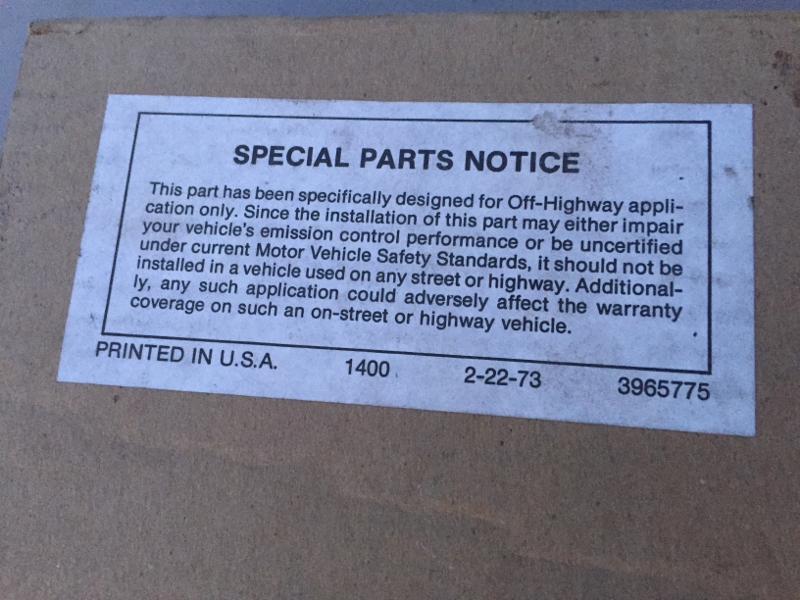 SPECIAL PARTS NOTICE
This part has been specifically designed for Off-Highway appli-
cation only. Since the installation of this part may either impair
your vehicle's emission control performance or be uncertified
under current Motor Vehicle Safety Standards, it should not be
installed in a vehicle used on any street or highway. Additional-
ly, any such application could adversely affect the warranty
coverage on such an on-street or highway vehicle.
PRINTED IN U.S.A. 1400 2-22-73 3965775